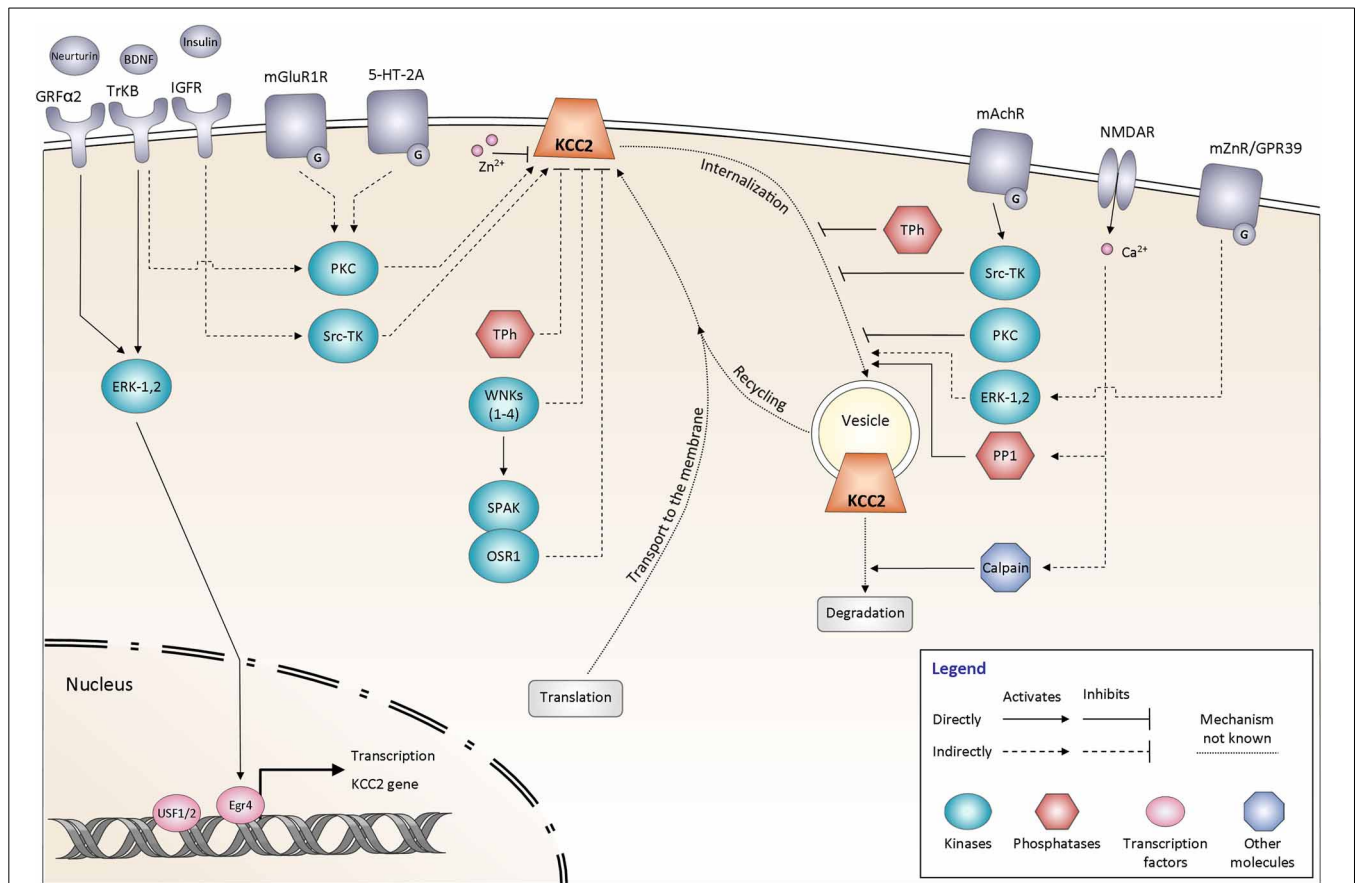 Neurturin
BDNF
Insulin
GRFα2
TrKB
IGFR
mGluR1R
5-HT-2A
G
G
KCC2
Zn²⁺
Internalization
mAchR
G
NMDAR
mZnR/GPR39
G
Ca²⁺
TPh
Src-TK
PKC
ERK-1,2
PP1
Calpain
PKC
Src-TK
ERK-1,2
TPh
WNKs
(1-4)
SPAK
OSR1
Recycling
Transport to the membrane
Vesicle
KCC2
Degradation
Translation
Nucleus
Transcription
KCC2 gene
USF1/2
Egr4
Legend
Activates
Inhibits
Directly
Indirectly
Mechanism
not known
Kinases
Phosphatases
Transcription
factors
Other
molecules